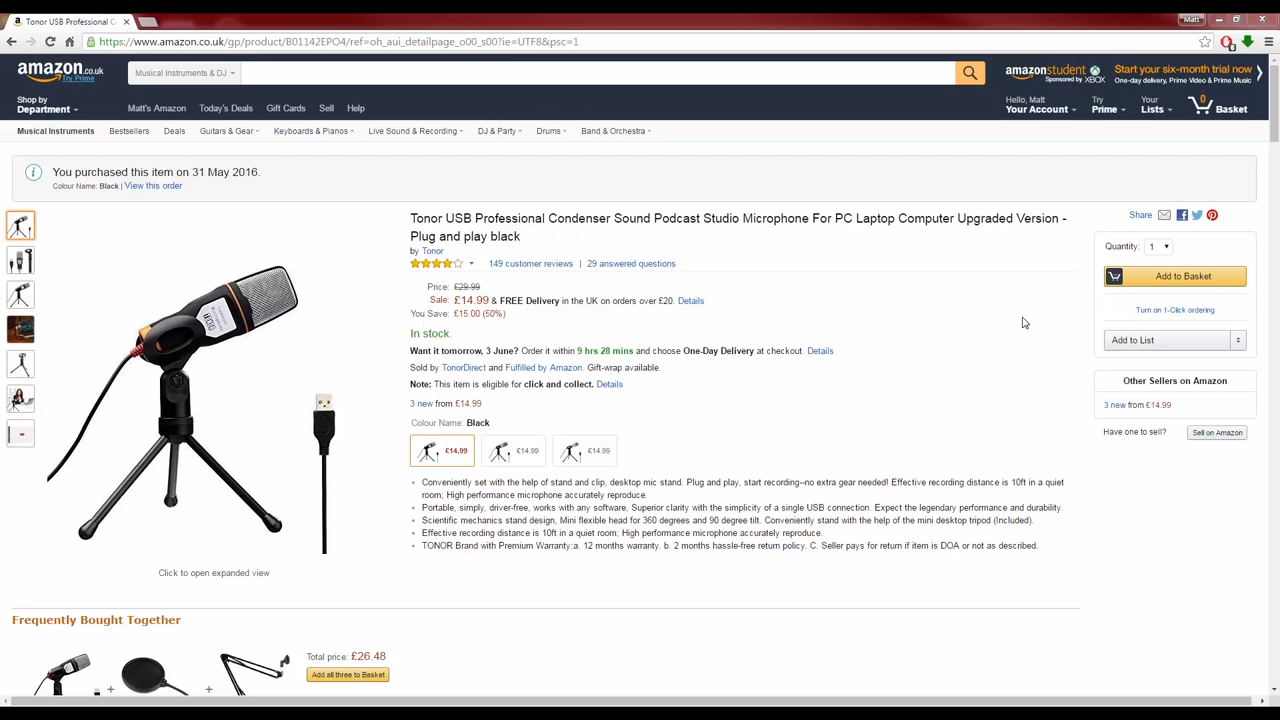 Tonor USB Professional C
Matt
https://www.amazon.co.uk/gp/product/B01142EPO4/ref=oh_aui_detailpage_o00_s00?ie=UTF8&psc=1
amazon.co.uk
Try Prime
Musical Instruments & DJ
amazonstudent
Sponsored by XBOX
Start your six-month trial now
One-day delivery, Prime Video & Prime Music
Shop by
Department
Matt's Amazon Today's Deals Gift Cards Sell Help
Hello, Matt
Your Account
Try
Prime
Your
Lists
0
Basket
Musical Instruments Bestsellers Deals Guitars & Gear Keyboards & Pianos Live Sound & Recording DJ & Party Drums Band & Orchestra
You purchased this item on 31 May 2016.
Colour Name: Black | View this order
Tonor USB Professional Condenser Sound Podcast Studio Microphone For PC Laptop Computer Upgraded Version -
Plug and play black
by Tonor
149 customer reviews | 29 answered questions
Price: £29.99
Sale: £14.99 & FREE Delivery in the UK on orders over £20. Details
You Save: £15.00 (50%)
In stock.
Want it tomorrow, 3 June? Order it within 9 hrs 28 mins and choose One-Day Delivery at checkout. Details
Sold by TonorDirect and Fulfilled by Amazon. Gift-wrap available.
Note: This item is eligible for click and collect. Details
3 new from £14.99
Colour Name: Black
£14.99 £14.99 £14.99
Conveniently set with the help of stand and clip, desktop mic stand. Plug and play, start recording--no extra gear needed! Effective recording distance is 10ft in a quiet
room; High performance microphone accurately reproduce.
Portable, simply, driver-free, works with any software, Superior clarity with the simplicity of a single USB connection. Expect the legendary performance and durability.
Scientific mechanics stand design, Mini flexible head for 360 degrees and 90 degree tilt. Conveniently stand with the help of the mini desktop tripod (Included).
Effective recording distance is 10ft in a quiet room; High performance microphone accurately reproduce.
TONOR Brand with Premium Warranty:a. 12 months warranty. b. 2 months hassle-free return policy. C. Seller pays for return if item is DOA or not as described.
Click to open expanded view
Share
Quantity: 1
Add to Basket
Turn on 1-Click ordering
Add to List
Other Sellers on Amazon
3 new from £14.99
Have one to sell? Sell on Amazon
Frequently Bought Together
+ +
Total price: £26.48
Add all three to Basket